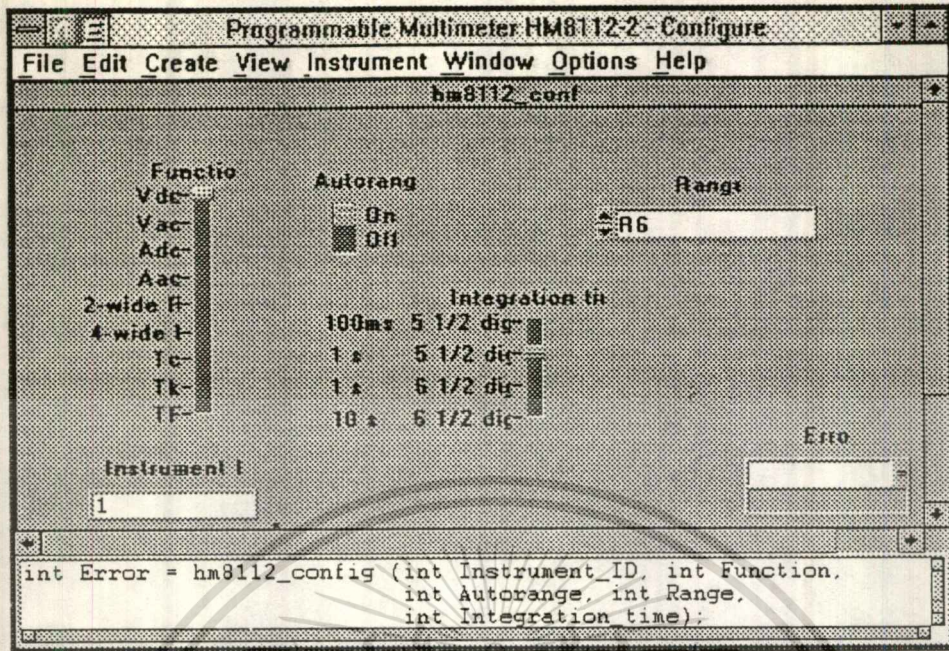 Programmable Multimeter HM8112-2 - Configure
File Edit Create View Instrument Window Options Help
hm8112_conf
Functio
Vdc
Vac
Adc
Aac
2-wide
4-wide
Tc
Tk
TF
Autorang
On
Off
Range
R6
Integration
100ms 5 1/2 dig
1 s 5 1/2 dig
1 s 6 1/2 dig
10 s 6 1/2 dig
Instrument I
1
Erro
int Error = hm8112_config (int Instrument_ID, int Function,
int Autorange, int Range,
int Integration_time);